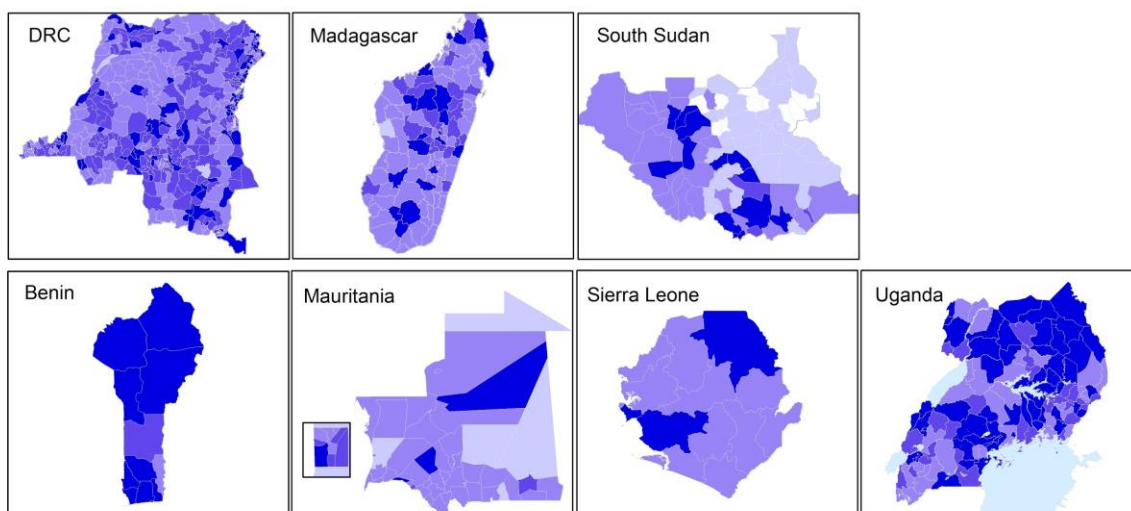 DRC
Madagascar
South Sudan
Benin
Mauritania
Sierra Leone
Uganda